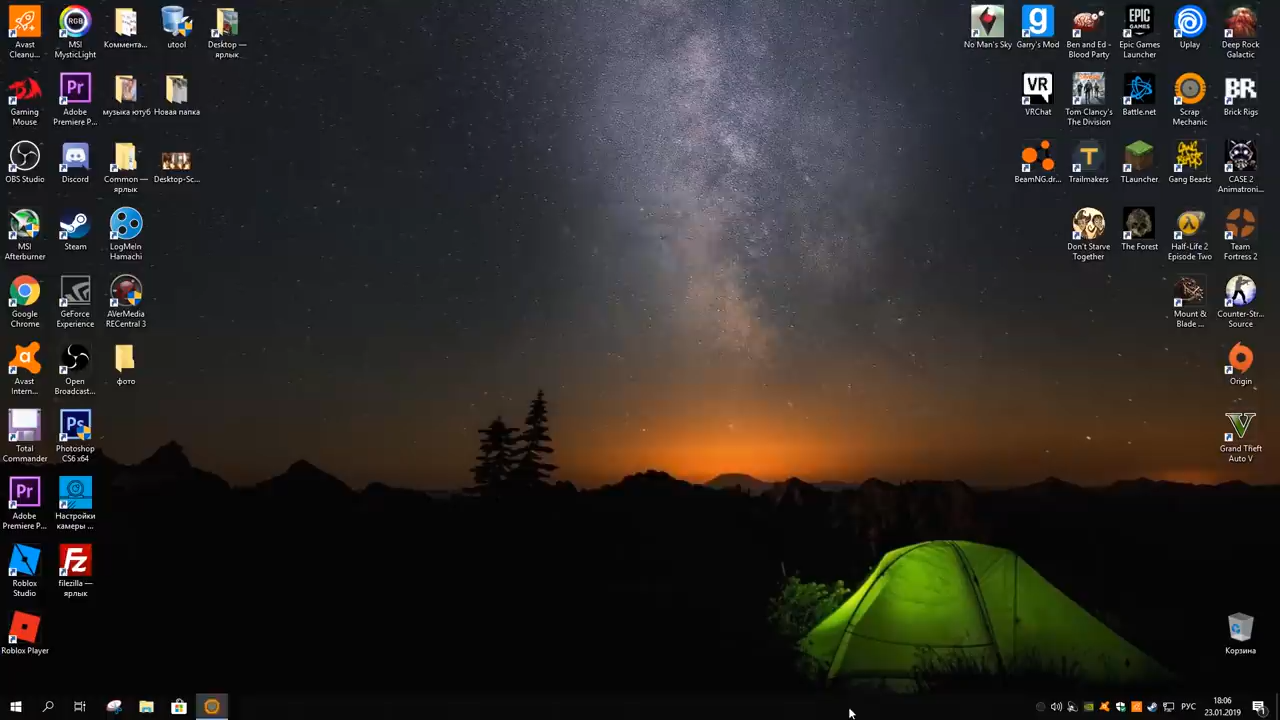 Avast Cleanu...
MSI MysticLight
Коммента...
utool
Desktop — ярлык
Gaming Mouse
Adobe Premiere P...
музыка ютуб
Новая папка
OBS Studio
Discord
Common — ярлык
Desktop-Sc...
MSI Afterburner
Steam
LogMeIn Hamachi
Google Chrome
GeForce Experience
AVerMedia RECentral 3
Avast Intern...
Open Broadcast...
фото
Total Commander
Photoshop CS6 x64
Adobe Premiere P...
Настройки камеры ...
Roblox Studio
filezilla — ярлык
Roblox Player
No Man's Sky
Garry's Mod
Ben and Ed - Blood Party
Epic Games Launcher
Uplay
Deep Rock Galactic
VRChat
Tom Clancy's The Division
Battle.net
Scrap Mechanic
Brick Rigs
BeamNG.dr...
Trailmakers
TLauncher
Gang Beasts
CASE 2 Animatroni...
Don't Starve Together
The Forest
Half-Life 2 Episode Two
Team Fortress 2
Mount & Blade ...
Counter-Str... Source
Origin
Grand Theft Auto V
Корзина
РУС
18:06
23.01.2019